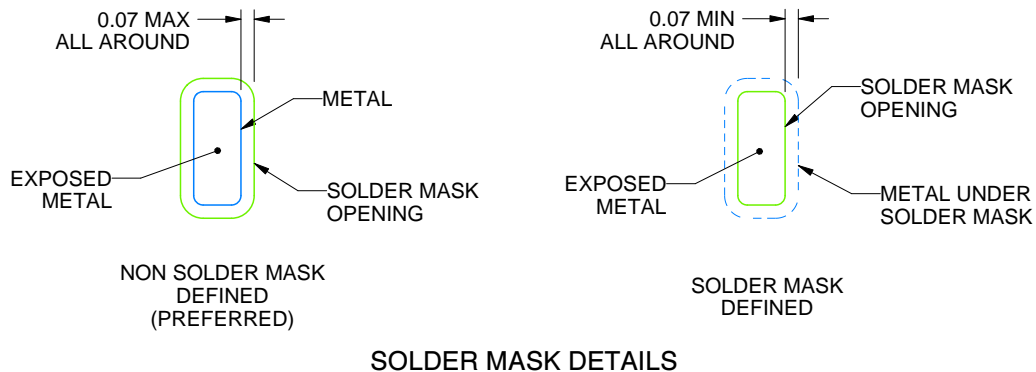 0.07 MAX
ALL AROUND
METAL
EXPOSED
METAL
SOLDER MASK
OPENING
NON SOLDER MASK
DEFINED
(PREFERRED)
0.07 MIN
ALL AROUND
SOLDER MASK
OPENING
EXPOSED
METAL
METAL UNDER
SOLDER MASK
SOLDER MASK
DEFINED
SOLDER MASK DETAILS